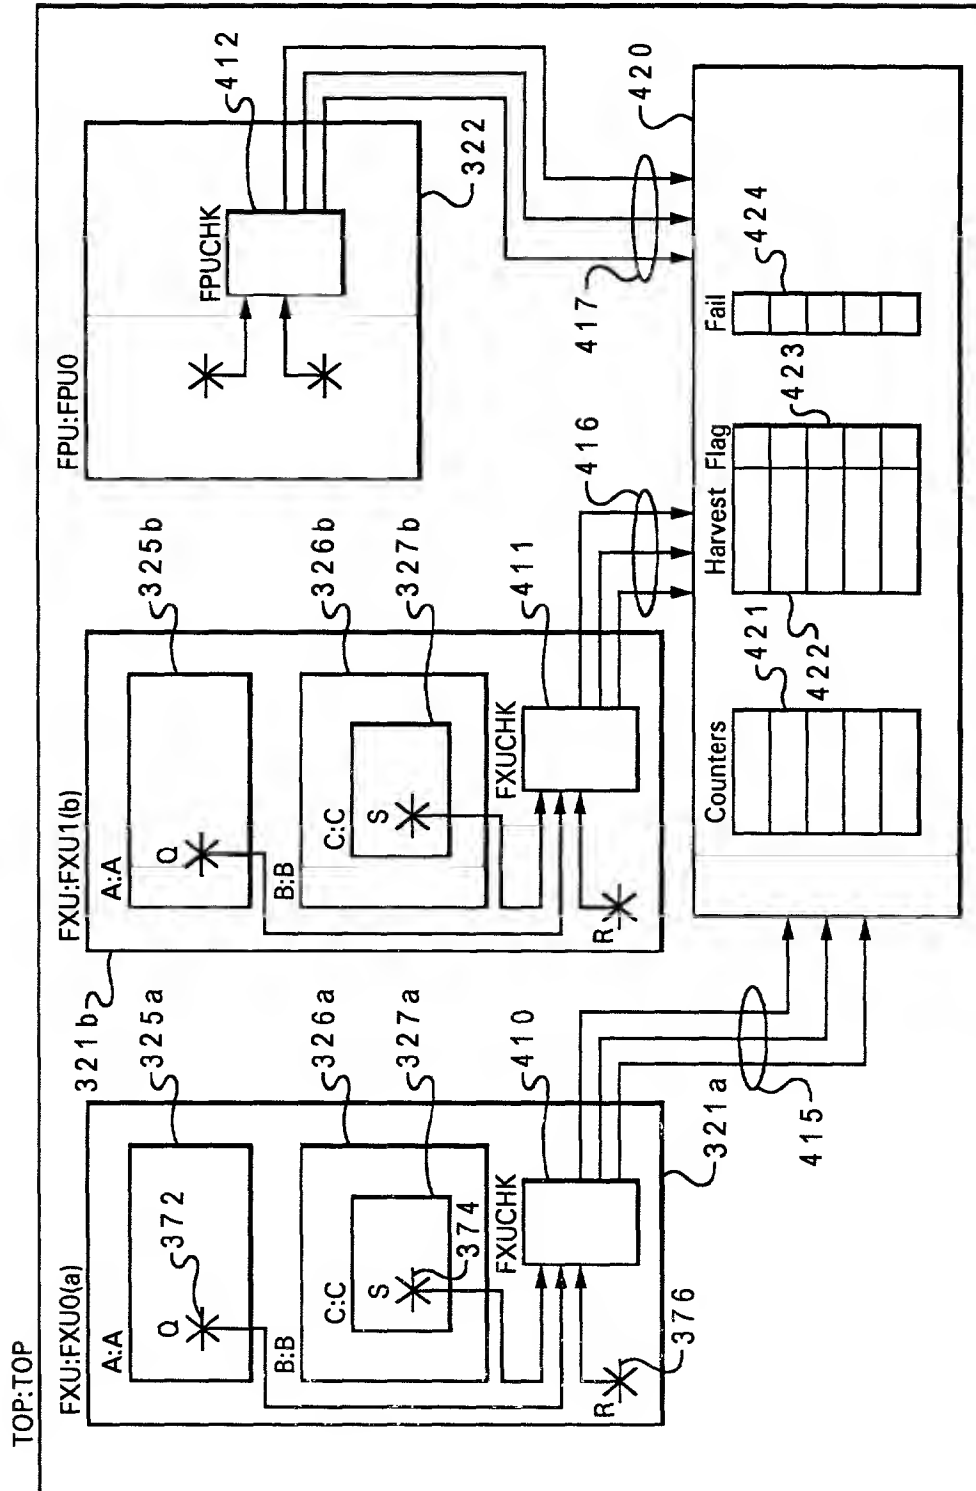 TOP:TOP
FXU:FXU0(a)
321b
A:A
Q
372
325a
B:B
326a
C:C
S
374
327a
FXUCHK
410
R
376
321a
415
FXU:FXU1(b)
A:A
Q
325b
B:B
326b
C:C
S
327b
FXUCHK
411
R
416
FPU:FPU0
FPUCHK
412
322
417
420
Counters
421
Harvest Flag
422
423
Fail
424